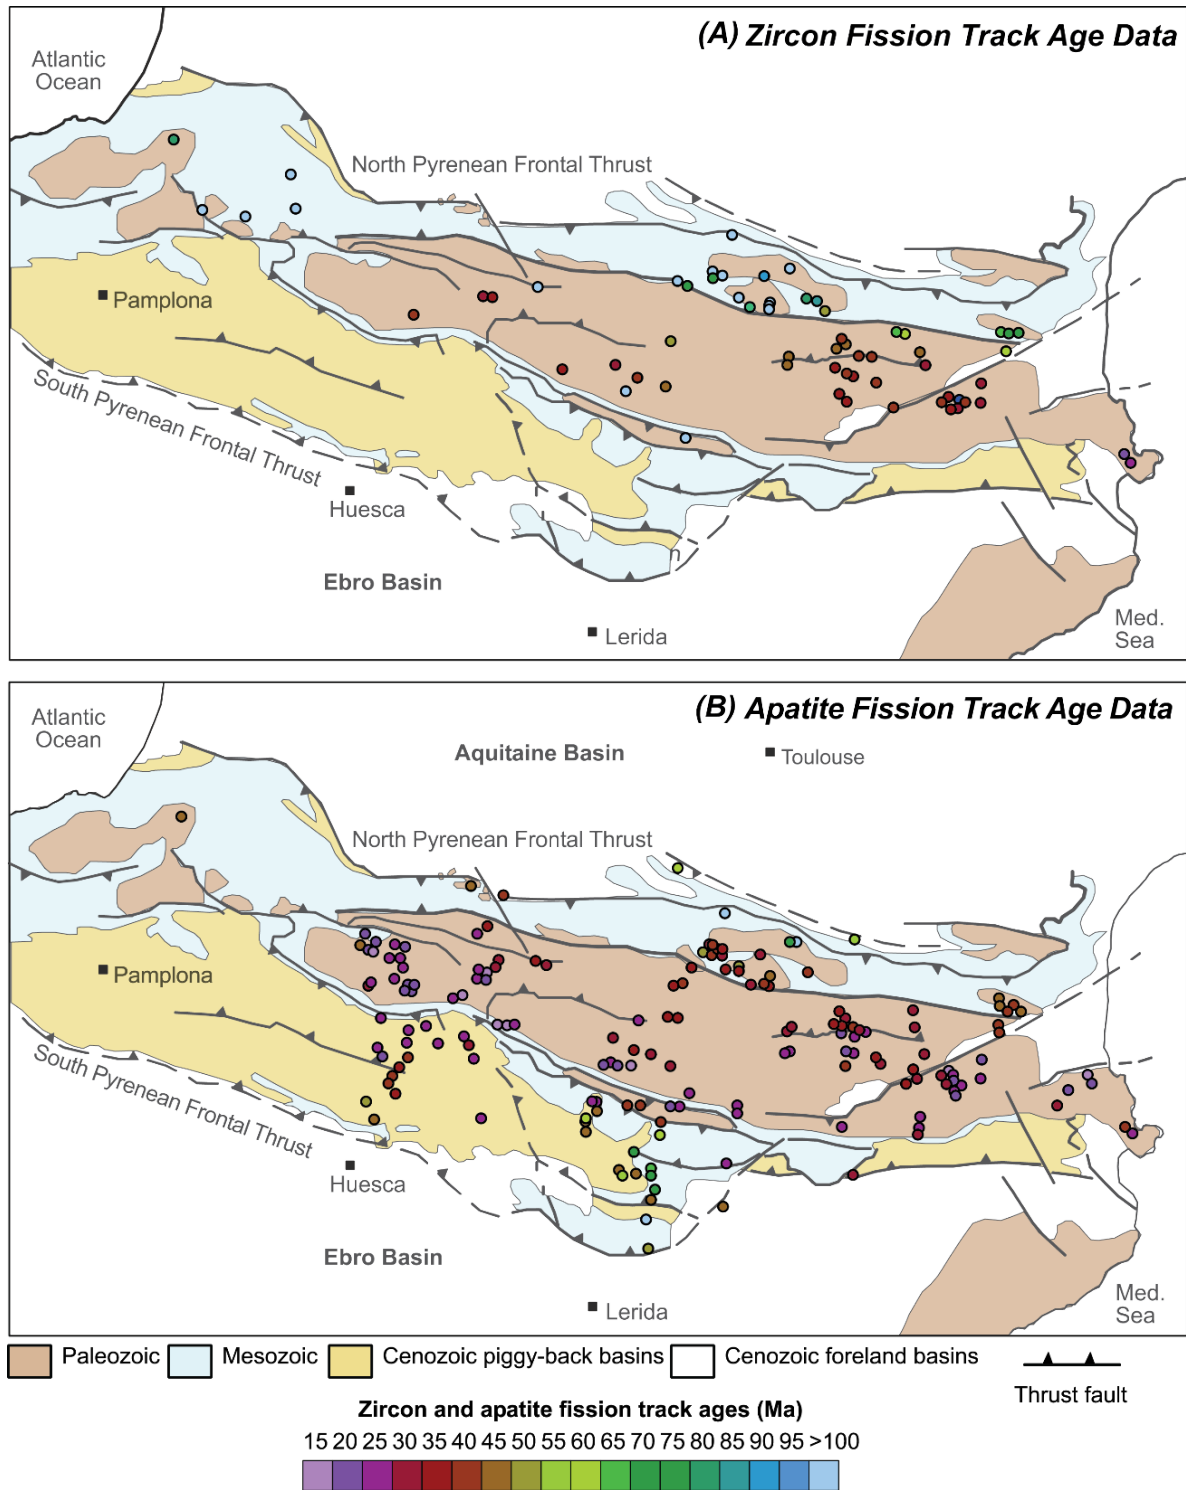 (A) Zircon Fission Track Age Data
Atlantic
Ocean
North Pyrenean Frontal Thrust
Pamplona
South Pyrenean Frontal Thrust
Huesca
n
Ebro Basin
Lerida
Med.
Sea
(B) Apatite Fission Track Age Data
Atlantic
Ocean
Aquitaine Basin
Toulouse
North Pyrenean Frontal Thrust
Pamplona
South Pyrenean Frontal Thrust
Huesca
Ebro Basin
Lerida
Med.
Sea
Paleozoic Mesozoic Cenozoic piggy-back basins Cenozoic foreland basins
Thrust fault
Zircon and apatite fission track ages (Ma)
15 20 25 30 35 40 45 50 55 60 65 70 75 80 85 90 95 >100